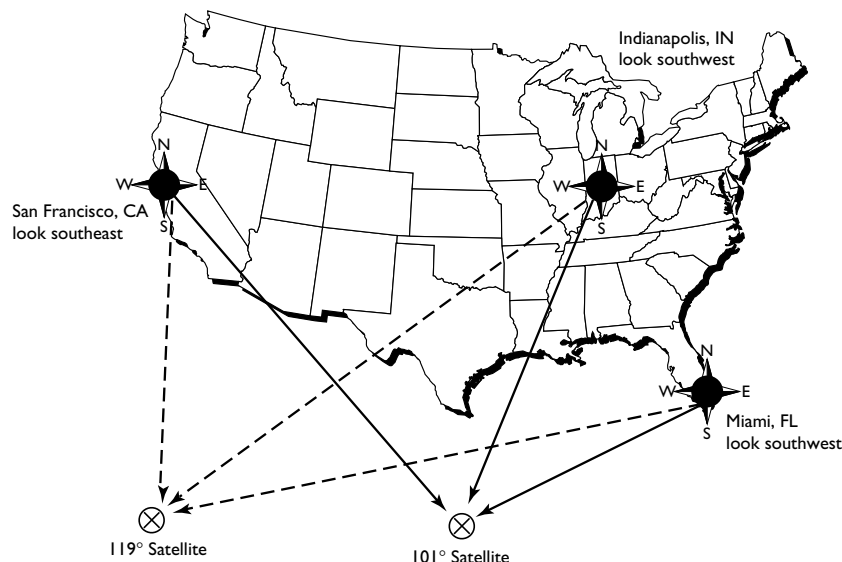 Indianapolis, IN
look southwest
N
W E
S
San Francisco, CA
look southeast
N
W E
S
N
W E
S
Miami, FL
look southwest
119° Satellite
101° Satellite